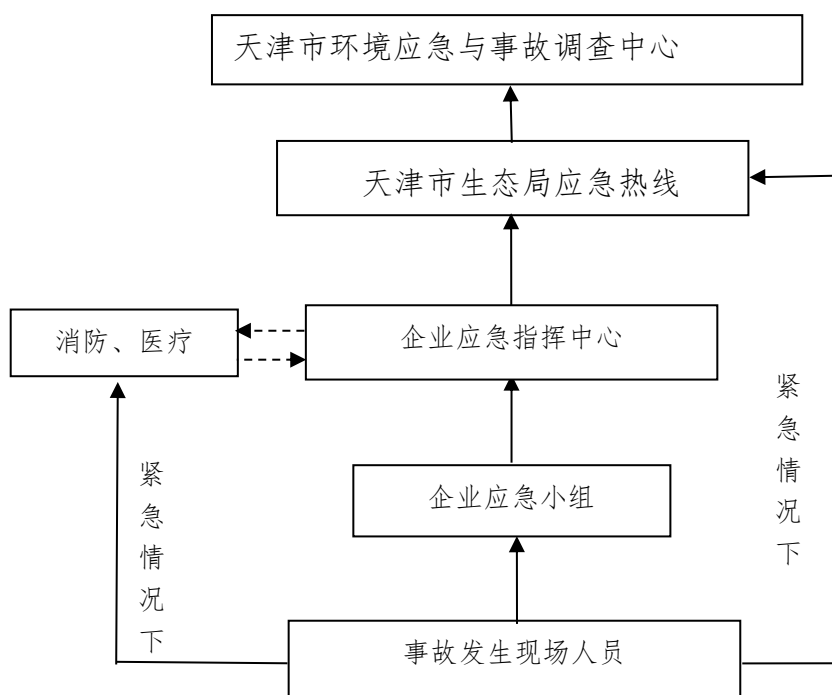 天津市环境应急与事故调查中心
天津市生态局应急热线
消防、医疗
企业应急指挥中心
紧急情况下
企业应急小组
紧急情况下
事故发生现场人员